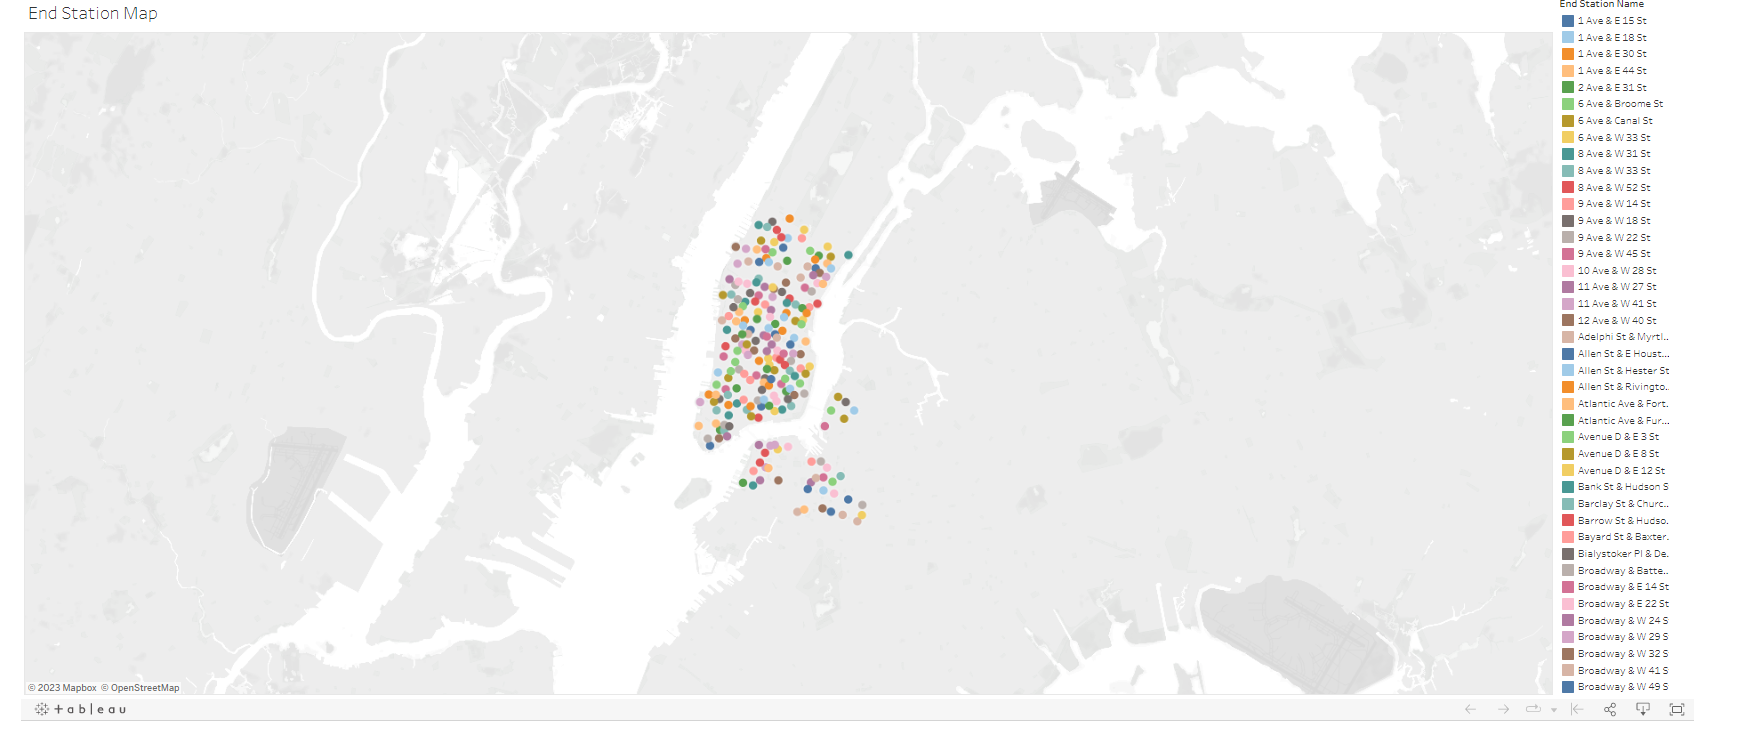 End Station Map
End Station Name
1 Ave & E 15 St
1 Ave & E 18 St
1 Ave & E 30 St
1 Ave & E 44 St
2 Ave & E 31 St
6 Ave & Broome St
6 Ave & Canal St
6 Ave & W 33 St
8 Ave & W 31 St
8 Ave & W 33 St
8 Ave & W 52 St
9 Ave & W 14 St
9 Ave & W 18 St
9 Ave & W 22 St
9 Ave & W 45 St
10 Ave & W 28 St
11 Ave & W 27 St
11 Ave & W 41 St
12 Ave & W 40 St
Adelphi St & Myrtl..
Allen St & E Houst...
Allen St & Hester St
Allen St & Rivingto..
Atlantic Ave & Fort.
Atlantic Ave & Fur...
Avenue D & E 3 St
Avenue D & E 8 St
Avenue D & E 12 St
Bank St & Hudson S
Barclay St & Churc..
Barrow St & Hudso.
Bayard St & Baxter.
Bialystoker Pl & De.
Broadway & Batte..
Broadway & E 14 St
Broadway & E 22 St
Broadway & W 24 S
Broadway & W 29 S
Broadway & W 32 S
Broadway & W 41 S
Broadway & W 49 S
© 2023 Mapbox © OpenStreetMap
+ableau